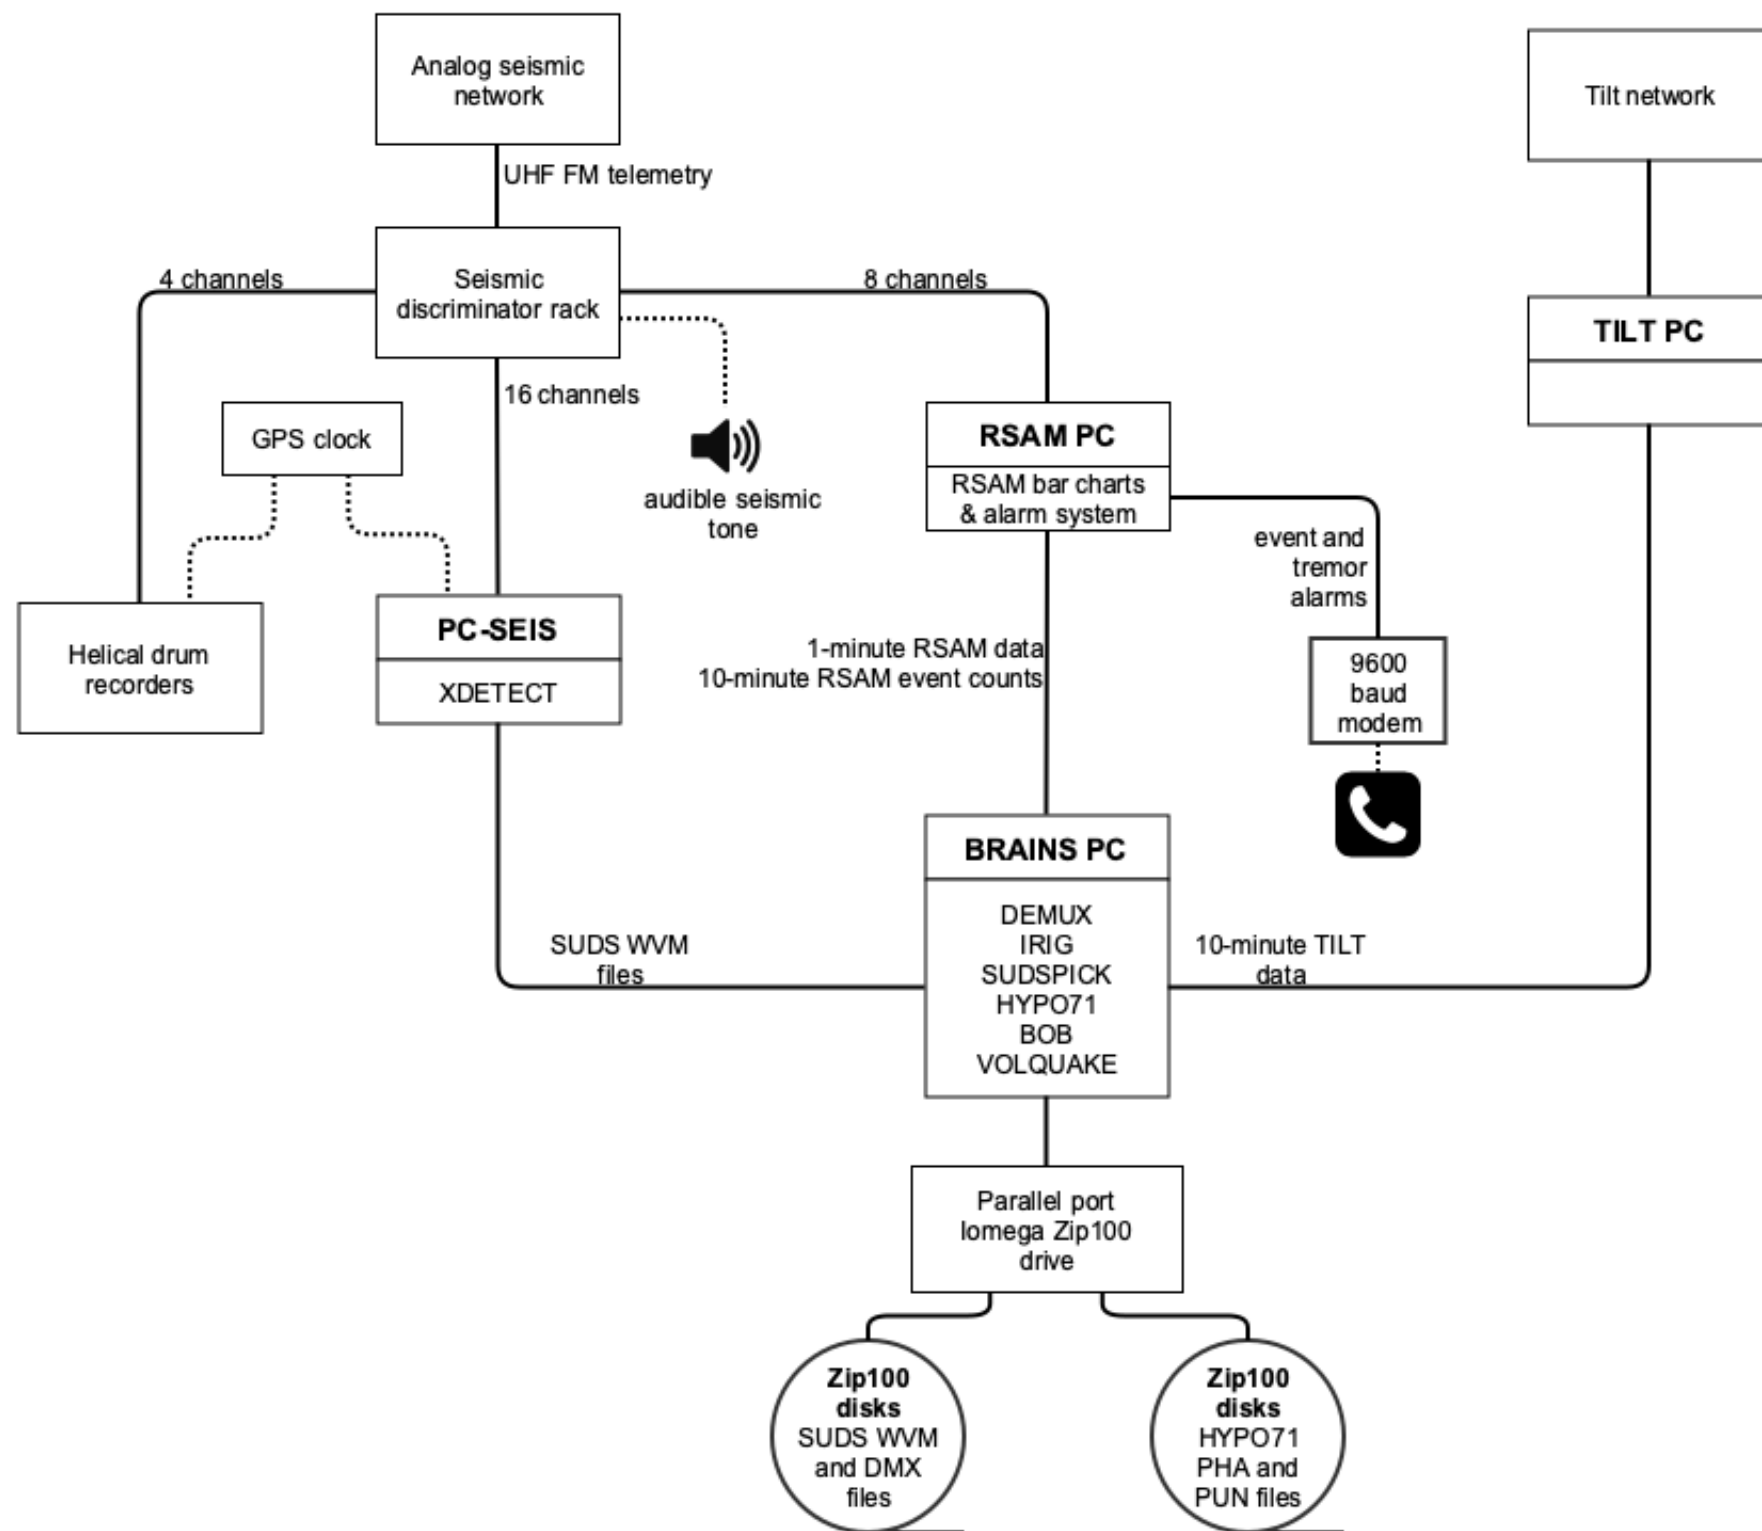 Analog seismic
network
Tilt network
UHF FM telemetry
4 channels
Seismic
discriminator rack
8 channels
TILT PC
16 channels
GPS clock
audible seismic
tone
RSAM PC
RSAM bar charts
& alarm system
event and
tremor
alarms
Helical drum
recorders
PC-SEIS
XDETECT
1-minute RSAM data
10-minute RSAM event counts
9600
baud
modem
BRAINS PC
DEMUX
IRIG
SUDSPICK
HYPO71
BOB
VOLQUAKE
SUDS WVM
files
10-minute TILT
data
Parallel port
Iomega Zip100
drive
Zip100
disks
SUDS WVM
and DMX
files
Zip100
disks
HYPO71
PHA and
PUN files